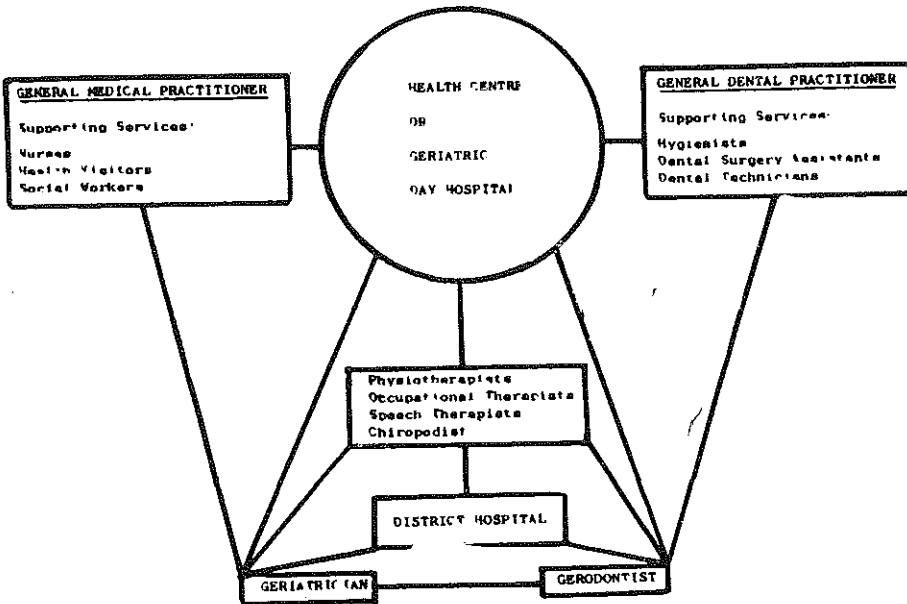 HEALTH CENTRE
OR
GERIATRIC
DAY HOSPITAL
GENERAL MEDICAL PRACTITIONER
Supporting Services:
Nurses
Health Visitors
Social Workers
GENERAL DENTAL PRACTITIONER
Supporting Services:
Hygienists
Dental Surgery Assistants
Dental Technicians
Physiotherapists
Occupational Therapists
Speech Therapists
Chiropodist
DISTRICT HOSPITAL
GERIATRICIAN
GERODONTIST